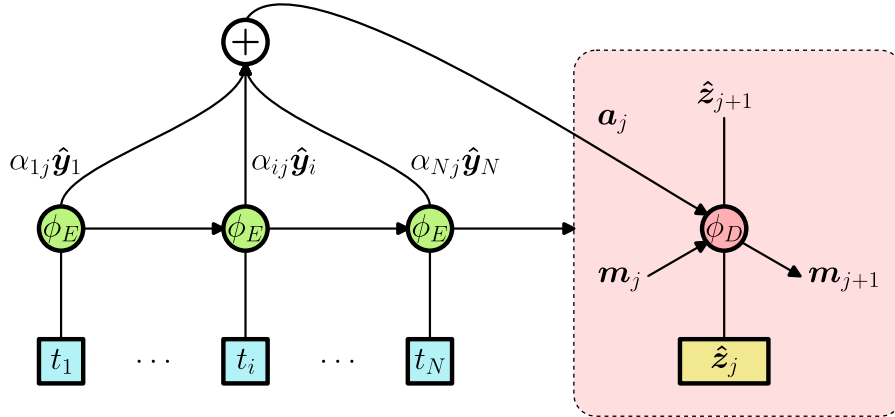 +
ẑ_{j+1}
a_j
α_{1j}ŷ_1 α_{ij}ŷ_i α_{Nj}ŷ_N
ϕ_E ϕ_E ϕ_E ϕ_D
m_j m_{j+1}
t_1 ... t_i ... t_N ẑ_j